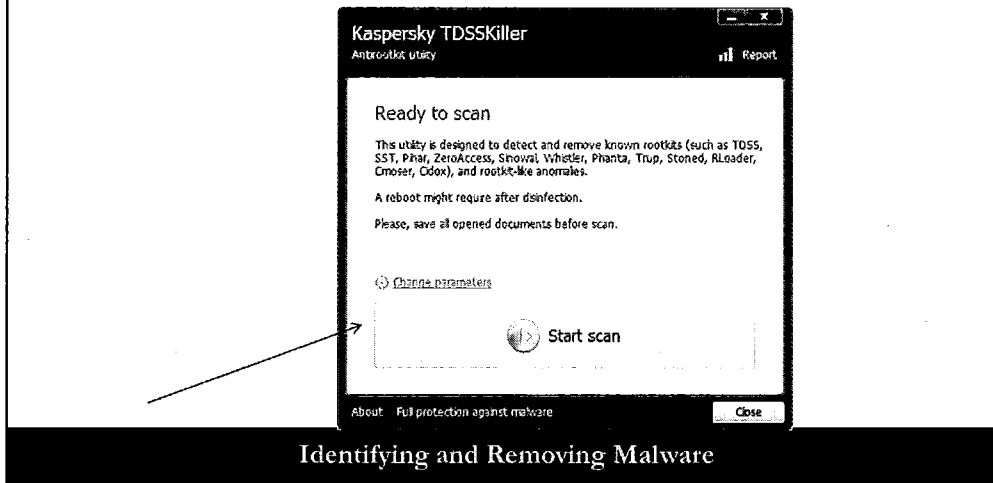 Kaspersky TDSSKiller
Antirootkit utility
Report
Ready to scan
This utility is designed to detect and remove known rootkits (such as TDSS,
SST, Pihar, ZeroAccess, Sinowal, Whistler, Phanta, Trup, Stoned, RLoader,
Cmoser, Cidox), and rootkit-like anomalies.
A reboot might require after disinfection.
Please, save all opened documents before scan.
Change parameters
Start scan
About Full protection against malware
Close
Identifying and Removing Malware